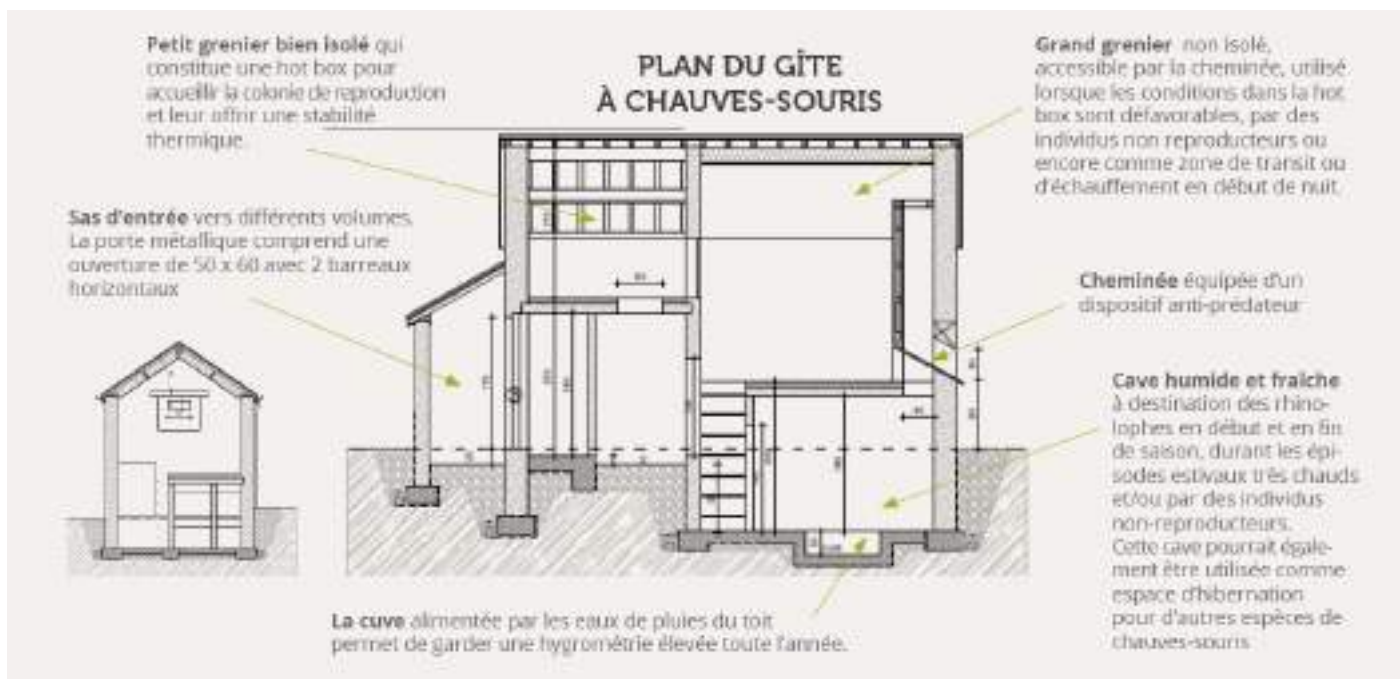 Petit grenier bien isolé qui
constitue une hot box pour
accueillir la colonie de reproduction
et leur offrir une stabilité
thermique.
PLAN DU GÎTE
À CHAUVES-SOURIS
Grand grenier non isolé,
accessible par la cheminée, utilisé
lorsque les conditions dans la hot
box sont défavorables, par des
individus non reproducteurs ou
encore comme zone de transit ou
d'échauffement en début de nuit.
Sas d'entrée vers différents volumes.
La porte métallique comprend une
ouverture de 50 x 60 avec 2 barreaux
horizontaux
Cheminée équipée d'un
dispositif anti-prédateur
Cave humide et fraîche
à destination des rhino-
lophes en début et en fin
de saison, durant les épi-
sodes estivaux très chauds
et/ou par des individus
non-reproducteurs.
Cette cave pourrait égale-
ment être utilisée comme
espace d'hibernation
pour d'autres espèces de
chauves-souris
La cuve alimentée par les eaux de pluies du toit
permet de garder une hygrométrie élevée toute l'année.